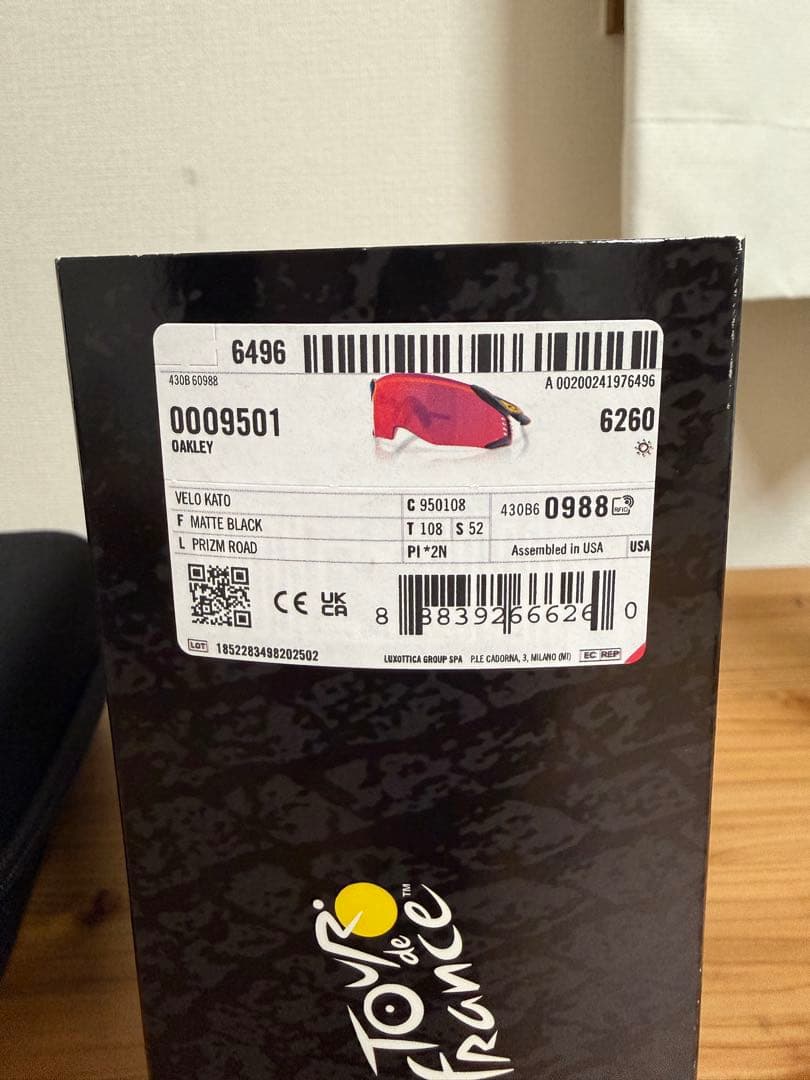 6496
430B 60988
A 00200241976496
0009501
6260
OAKLEY
VELO KATO
C 950108
430B6 0988 RFID
F MATTE BLACK
T 108 S 52
L PRIZM ROAD
PI *2N
Assembled in USA
USA
CE UK CA
8 88392 66626 0
LOT 1852283498202502
LUXOTTICA GROUP SPA P.LE CADORNA, 3, MILANO (MI) EC REP
TOUR
de
FRANCE™